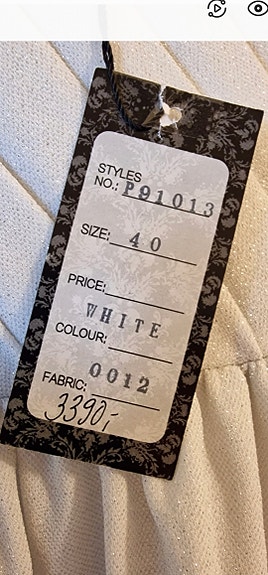 STYLES
NO.: P91013
SIZE: 40
PRICE:
WHITE
COLOUR:
0012
FABRIC:
3390,-